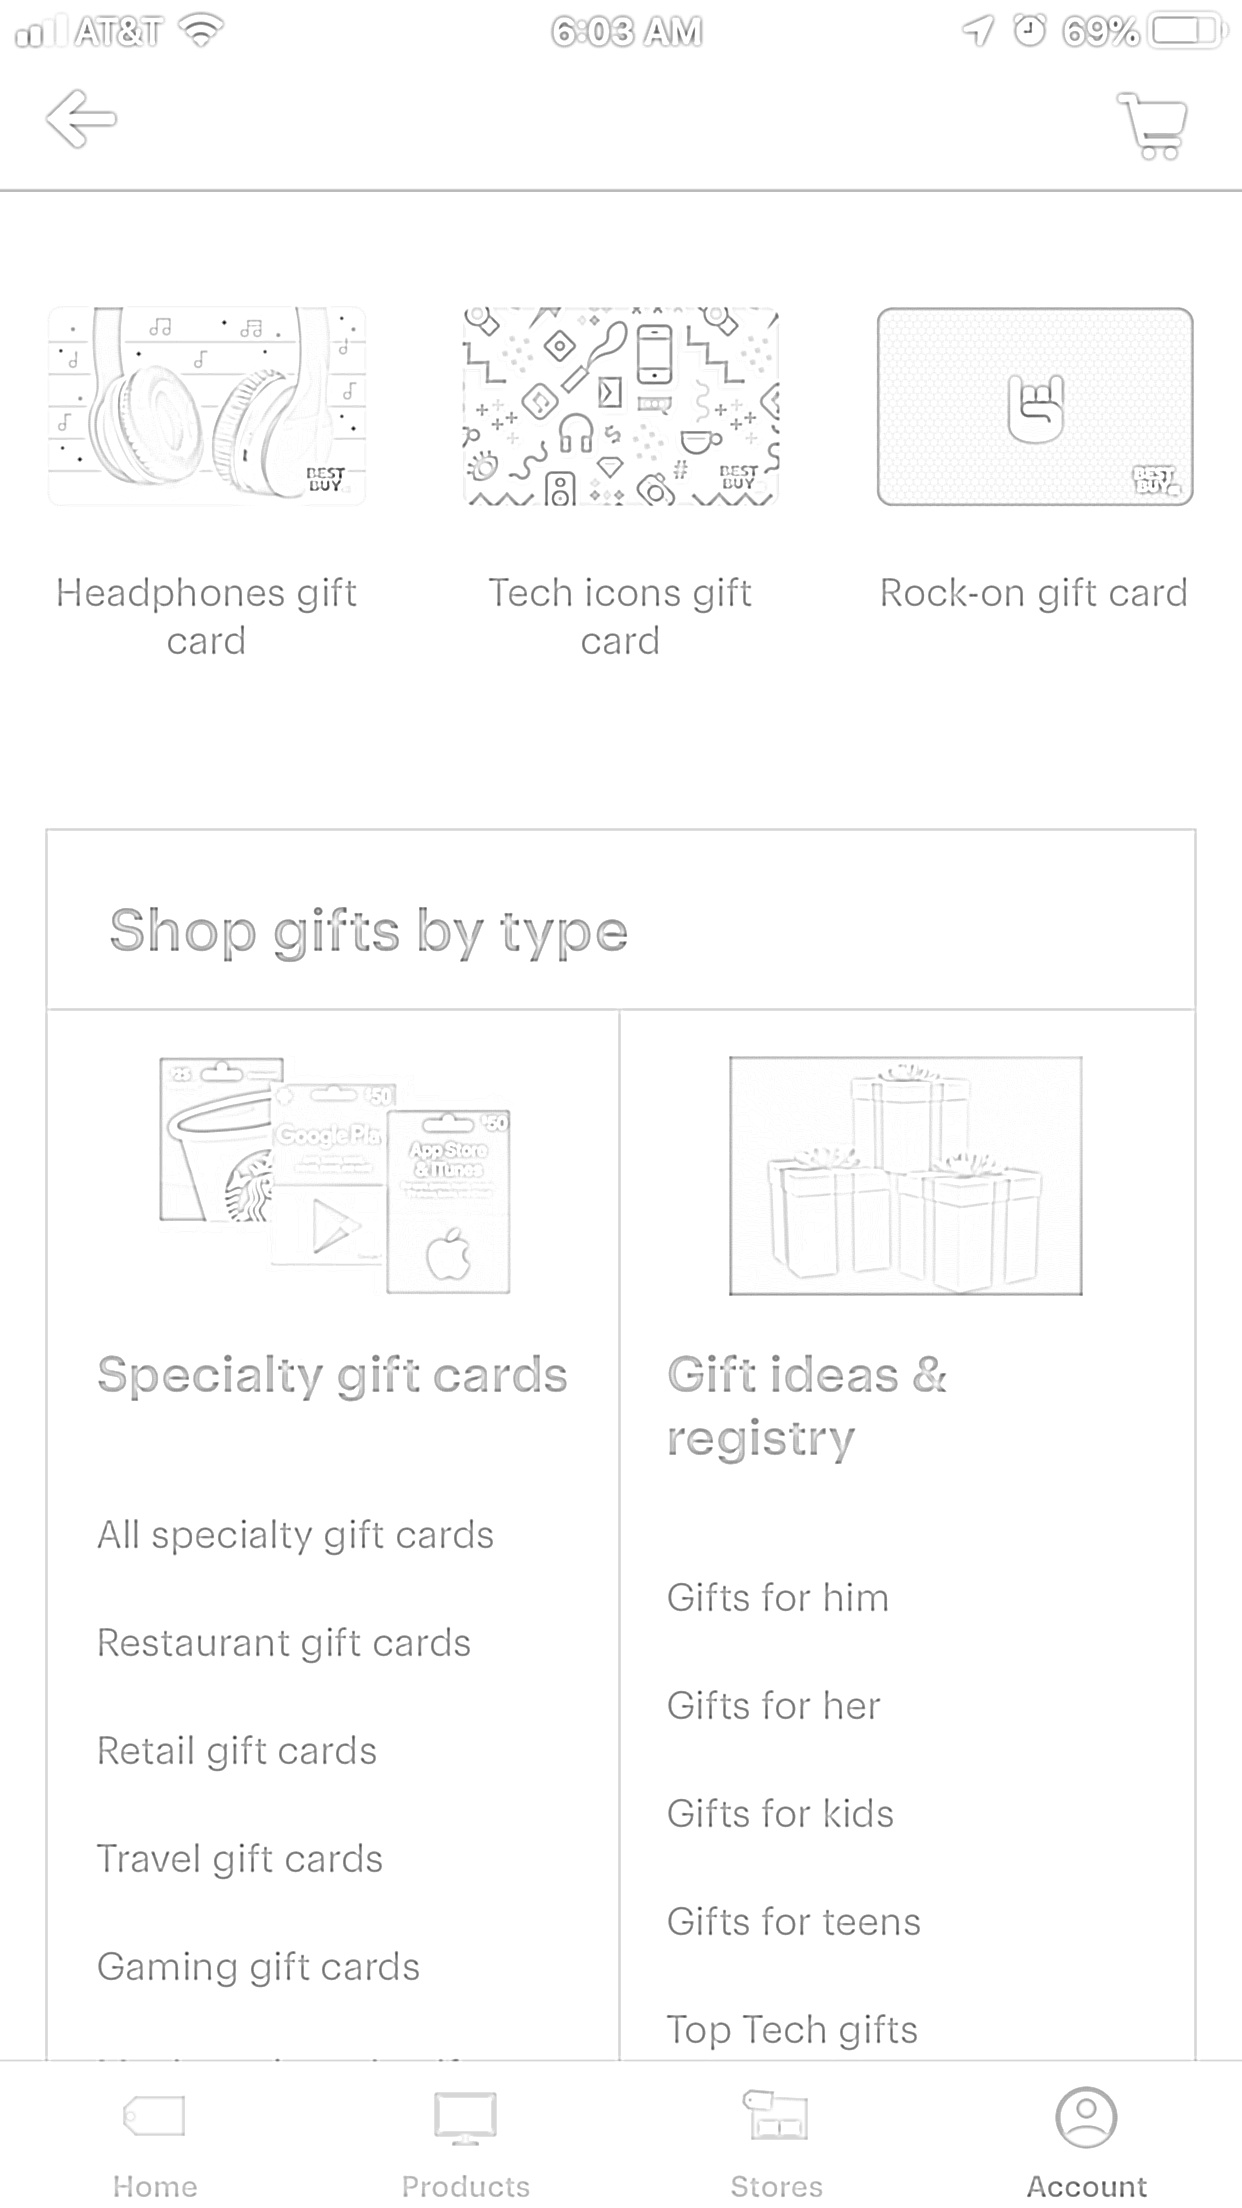 AT&T 6:03 AM 69%
BEST BUY
BEST BUY
BEST BUY
Headphones gift card
Tech icons gift card
Rock-on gift card
Shop gifts by type
$25
$50
Google Pla
$50
App Store
& iTunes
Specialty gift cards
All specialty gift cards
Restaurant gift cards
Retail gift cards
Travel gift cards
Gaming gift cards
Gift ideas &
registry
Gifts for him
Gifts for her
Gifts for kids
Gifts for teens
Top Tech gifts
Home
Products
Stores
Account